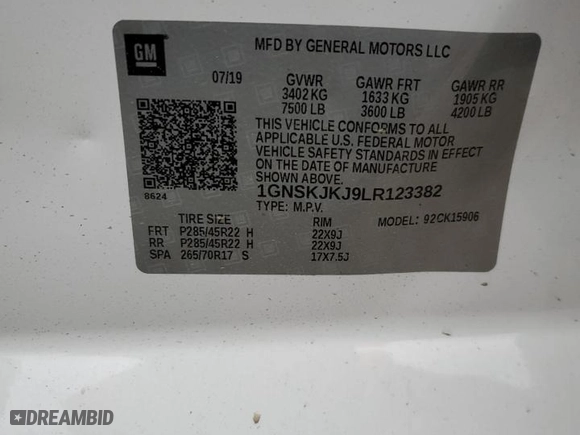 GM
MFD BY GENERAL MOTORS LLC
07/19 GVWR GAWR FRT GAWR RR
3402 KG 1633 KG 1905 KG
7500 LB 3600 LB 4200 LB
THIS VEHICLE CONFORMS TO ALL
APPLICABLE U.S. FEDERAL MOTOR
VEHICLE SAFETY STANDARDS IN EFFECT
ON THE DATE OF MANUFACTURE
SHOWN ABOVE.
8624
1GNSKJKJ9LR123382
TYPE: M.P.V. MODEL: 92CK15906
TIRE SIZE RIM
FRT P285/45R22 H 22X9J
RR P285/45R22 H 22X9J
SPA 265/70R17 S 17X7.5J
DREAMBID